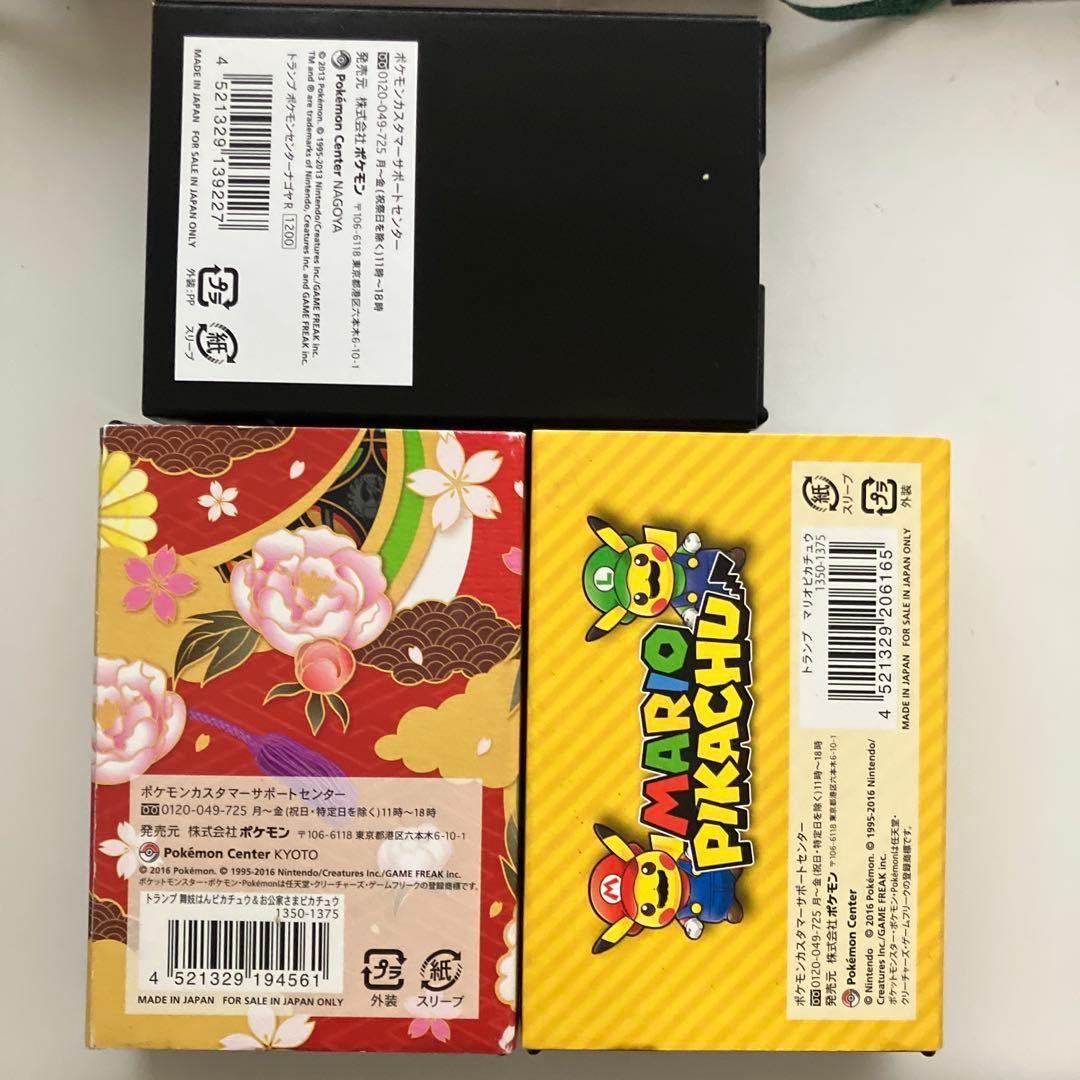 ポケモンカスタマーサポートセンター
0120-049-725 月～金(祝祭日を除く)11時～18時
発売元 株式会社ポケモン 〒106-6118 東京都港区六本木6-10-1
Pokémon Center NAGOYA
© 2013 Pokémon. © 1995-2013 Nintendo/Creatures Inc./GAME FREAK inc.
TM and ® are trademarks of Nintendo, Creatures Inc. and GAME FREAK inc.
トランプ ポケモンセンターナゴヤR 1200
4 521329 139227
MADE IN JAPAN FOR SALE IN JAPAN ONLY
プラ
外装:PP
紙
スリーブ
ポケモンカスタマーサポートセンター
0120-049-725 月～金(祝日・特定日を除く)11時～18時
発売元 株式会社ポケモン 〒106-6118 東京都港区六本木6-10-1
Pokémon Center KYOTO
© 2016 Pokémon. © 1995-2016 Nintendo/Creatures Inc./GAME FREAK inc.
ポケットモンスター・ポケモン・Pokémonは任天堂・クリーチャーズ・ゲームフリークの登録商標です。
トランプ 舞妓はんピカチュウ&お公家さまピカチュウ
1350-1375
4 521329 194561
MADE IN JAPAN FOR SALE IN JAPAN ONLY
プラ
外装
紙
スリーブ
L
M
MARIO
PIKACHU
ポケモンカスタマーサポートセンター
0120-049-725 月～金(祝日・特定日を除く)11時～18時
発売元 株式会社ポケモン 〒106-6118 東京都港区六本木6-10-1
Pokémon Center
© Nintendo © 2016 Pokémon. © 1995-2016 Nintendo/
Creatures Inc./GAME FREAK inc.
ポケットモンスター・ポケモン・Pokémonは任天堂・
クリーチャーズ・ゲームフリークの登録商標です。
トランプ マリオピカチュウ
1350-1375
4 521329 206165
MADE IN JAPAN FOR SALE IN JAPAN ONLY
紙
スリーブ
プラ
外装